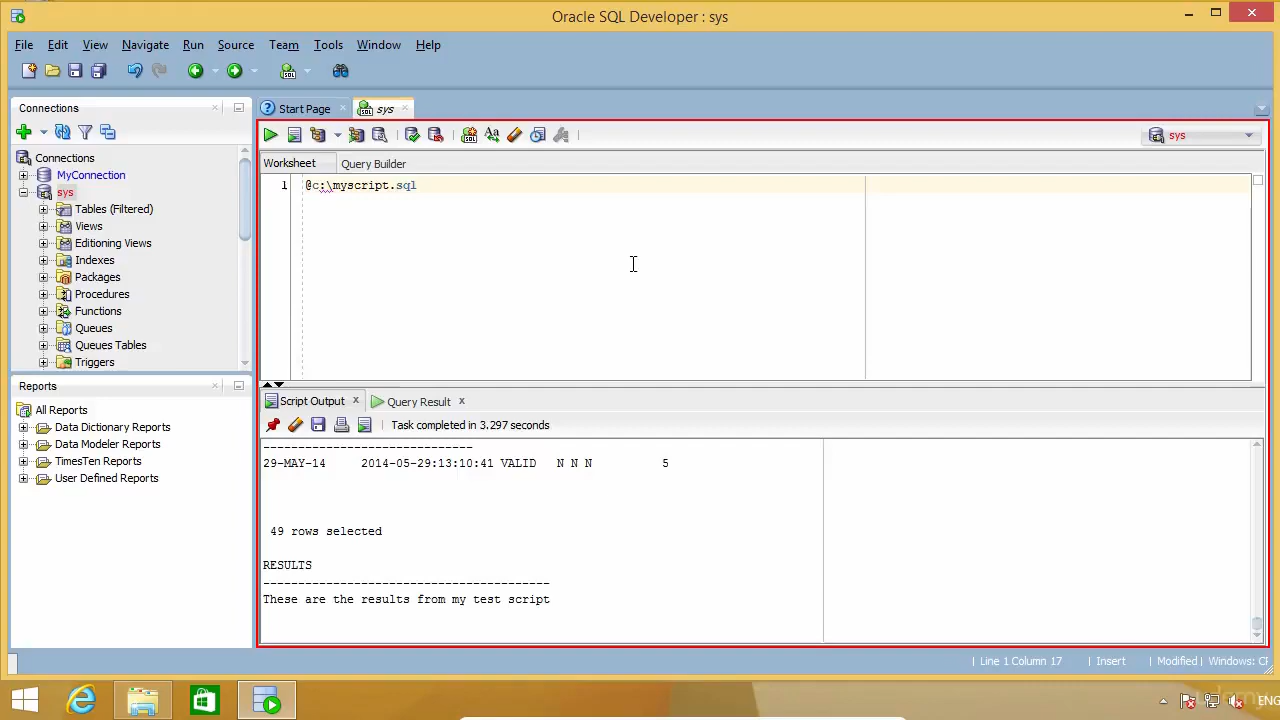 Oracle SQL Developer : sys
File Edit View Navigate Run Source Team Tools Window Help
Connections
Start Page
sys
sys
Worksheet
Query Builder
Connections
MyConnection
sys
Tables (Filtered)
Views
Editioning Views
Indexes
Packages
Procedures
Functions
Queues
Queues Tables
Triggers
1 @c:\myscript.sql
Reports
All Reports
Data Dictionary Reports
Data Modeler Reports
TimesTen Reports
User Defined Reports
Script Output
Query Result
Task completed in 3.297 seconds
------------------------------
29-MAY-14 2014-05-29:13:10:41 VALID N N N 5
49 rows selected
RESULTS
-----------------------------------------
These are the results from my test script
Line 1 Column 17 Insert Modified Windows: CF
ENG